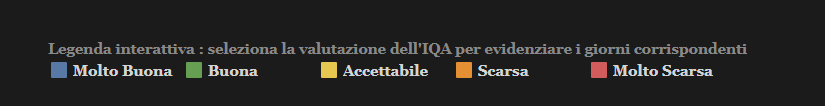 Legenda interattiva : seleziona la valutazione dell'IQA per evidenziare i giorni corrispondenti
Molto Buona Buona Accettabile Scarsa Molto Scarsa